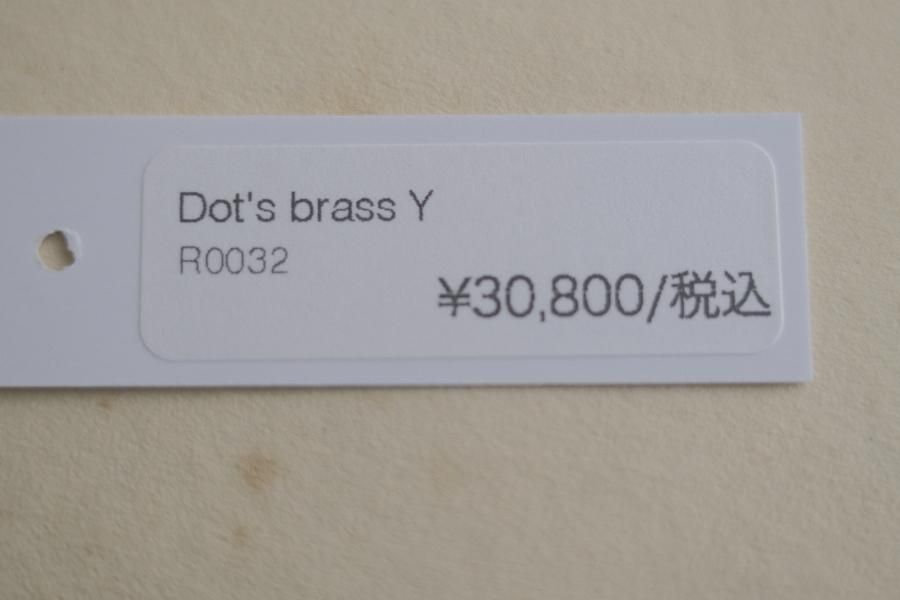 Dot's brass Y
R0032
¥30,800/税込